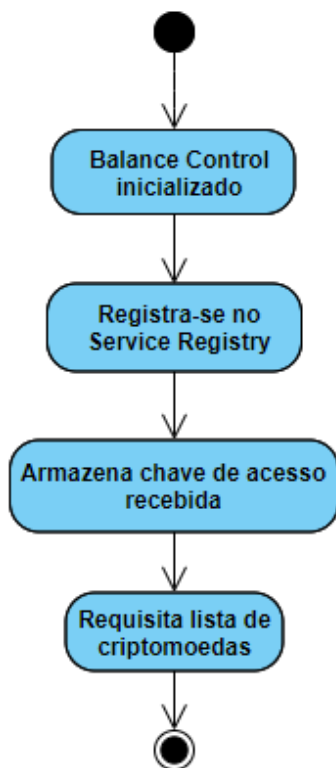 Balance Control
inicializado
Registra-se no
Service Registry
Armazena chave de acesso
recebida
Requisita lista de
criptomoedas